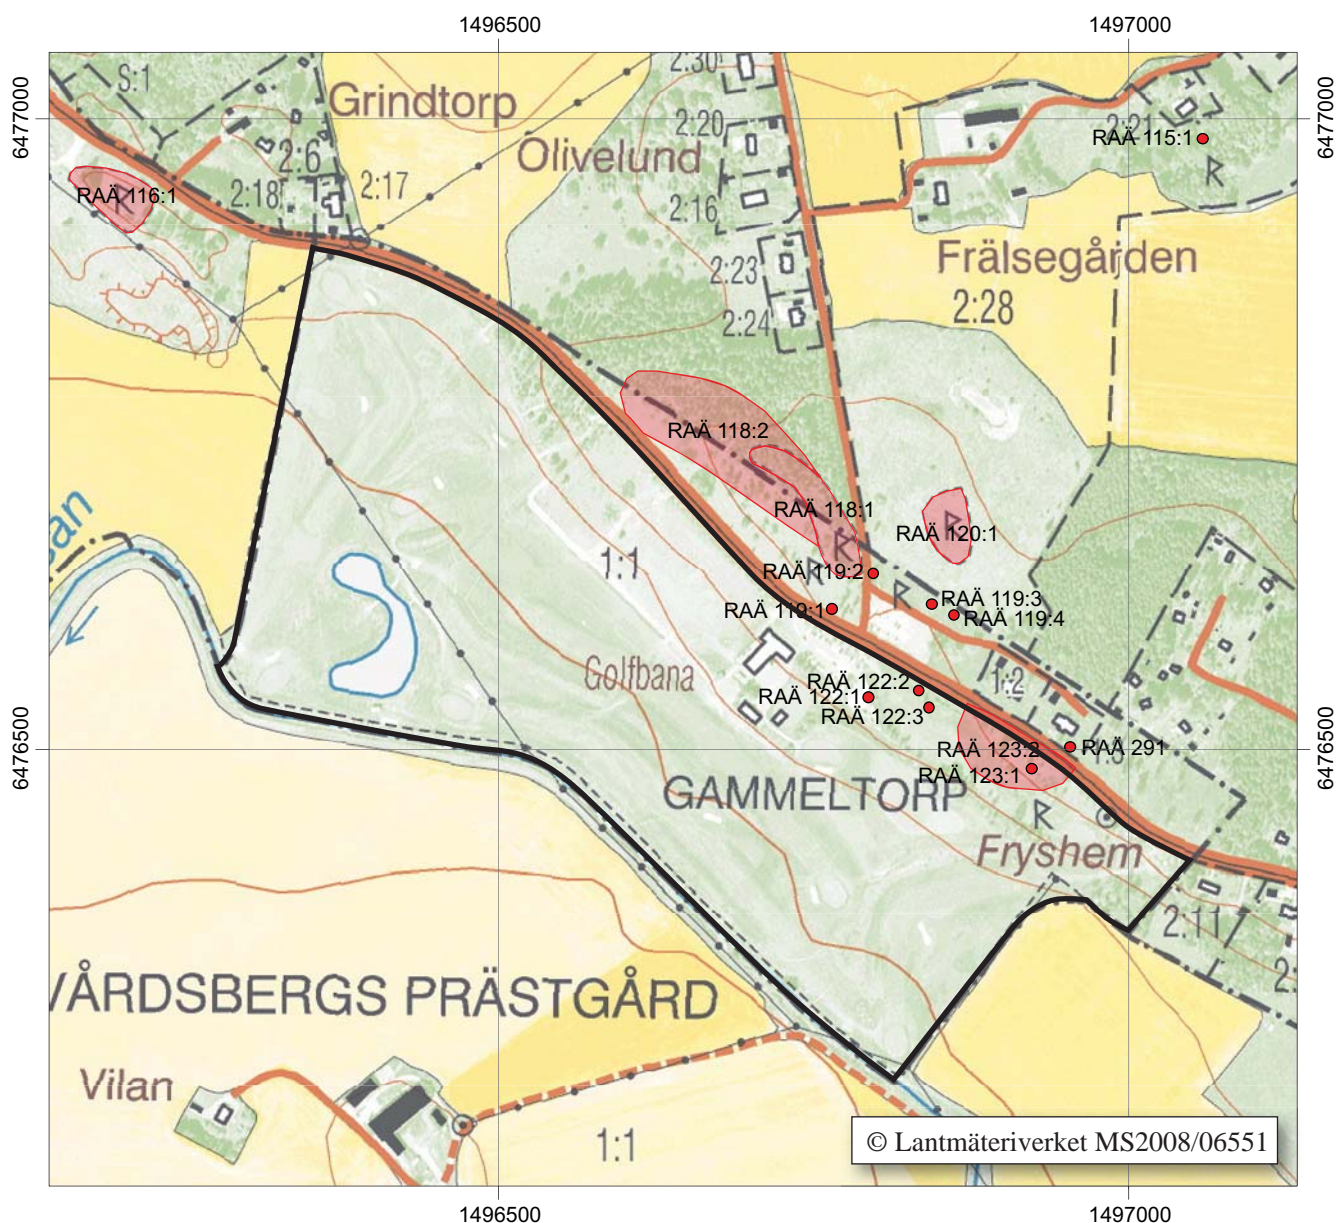 1496500
1497000
6477000
6477000
S:1
Grindtorp
2:30
2:20
2:21
RAÄ 115:1
2:6
Olivelund
2:18
2:17
RAÄ 116:1
2:16
2:23
Frälsegården
2:28
2:24
RAÄ 118:2
RAÄ 118:1
RAÄ 120:1
1:1
RAÄ 119:2
RAÄ 119:3
RAÄ 119:1
RAÄ 119:4
Golfbana
RAÄ 122:2
RAÄ 122:1
1:2
RAÄ 122:3
6476500
6476500
RAÄ 123:2
RAÄ 291
RAÄ 123:1
GAMMELTORP
Fryshem
2:11
VÅRDSBERGS PRÄSTGÅRD
Vilan
1:1
© Lantmäteriverket MS2008/06551
1496500
1497000